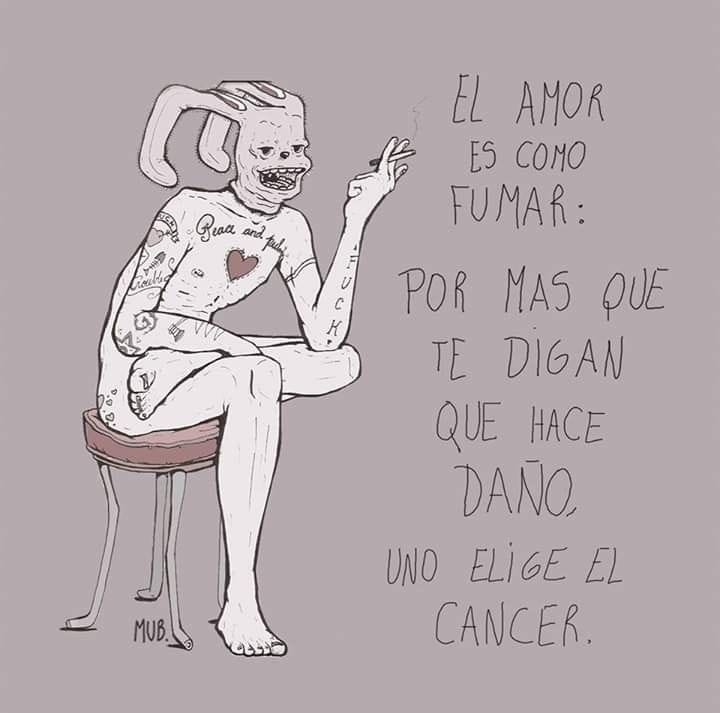 EL AMOR
ES COMO
FUMAR:
POR MAS QUE
TE DIGAN
QUE HACE
DAÑO,
UNO ELIGE EL
CANCER.
Peace and
Trouble
MUB.